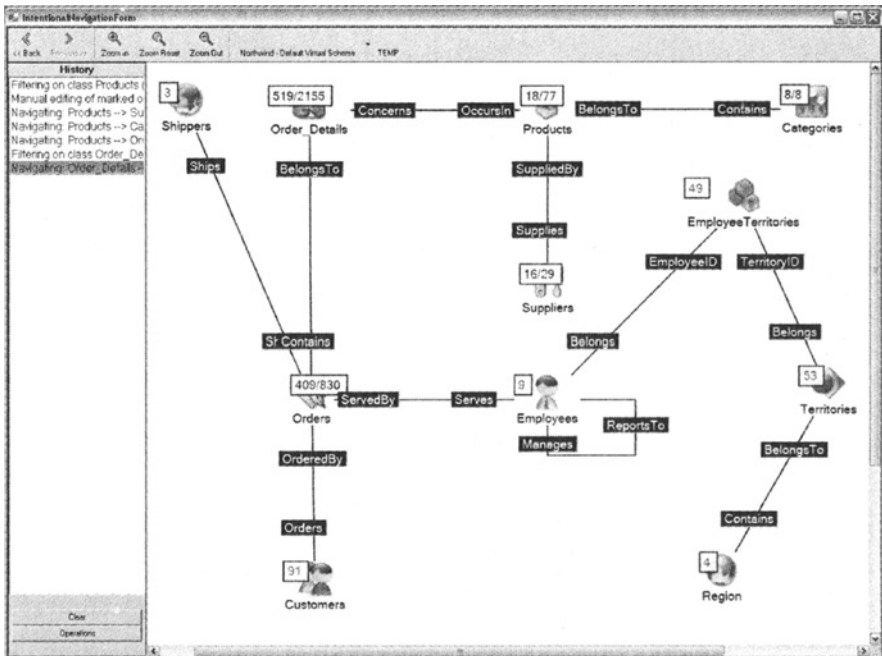 IntentionalNavigationForm
<< Back
Zoom in
Zoom Reset
Zoom Out
Northwind - Default Virtual Schema
TEMP
History
Filtering on class Products (
Manual editing of marked o
Navigating: Products --> Su
Navigating: Products --> Ca
Navigating: Products --> Or
Filtering on class Order_De
Navigating: Order_Details -
3
Shippers
519/2155
Order_Details
Concerns
OccursIn
18/77
Products
BelongsTo
Contains
8/8
Categories
Ships
BelongsTo
SuppliedBy
49
EmployeeTerritories
Supplies
EmployeeID
TerritoryID
16/29
Suppliers
Sh
Contains
Belongs
Belongs
409/830
Orders
ServedBy
Serves
9
Employees
53
Territories
ReportsTo
Manages
OrderedBy
BelongsTo
Orders
Contains
91
Customers
4
Region
Clear
Operations